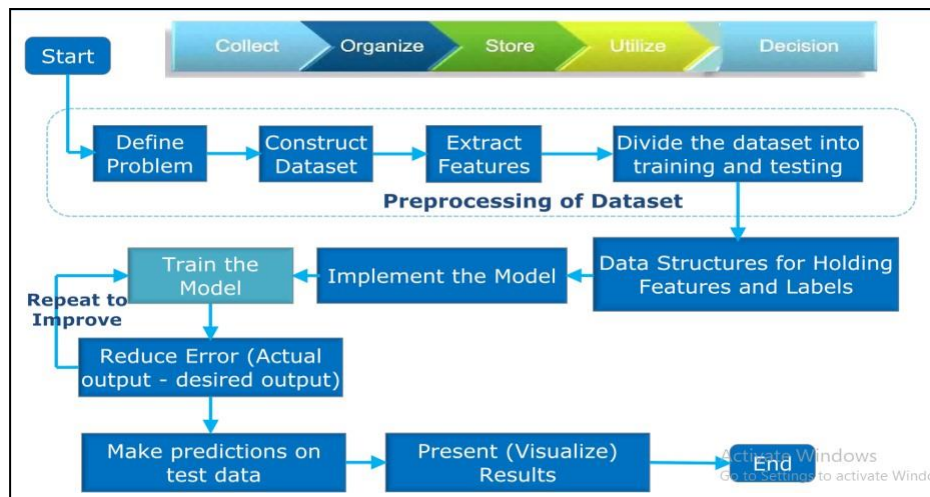 Collect
Organize
Store
Utilize
Decision
Start
Define
Problem
Construct
Dataset
Extract
Features
Divide the dataset into
training and testing
Preprocessing of Dataset
Train the
Model
Implement the Model
Data Structures for Holding
Features and Labels
Repeat to
Improve
Reduce Error (Actual
output - desired output)
Make predictions on
test data
Present (Visualize)
Results
End
Activate Windows
Go to Settings to activate Wind